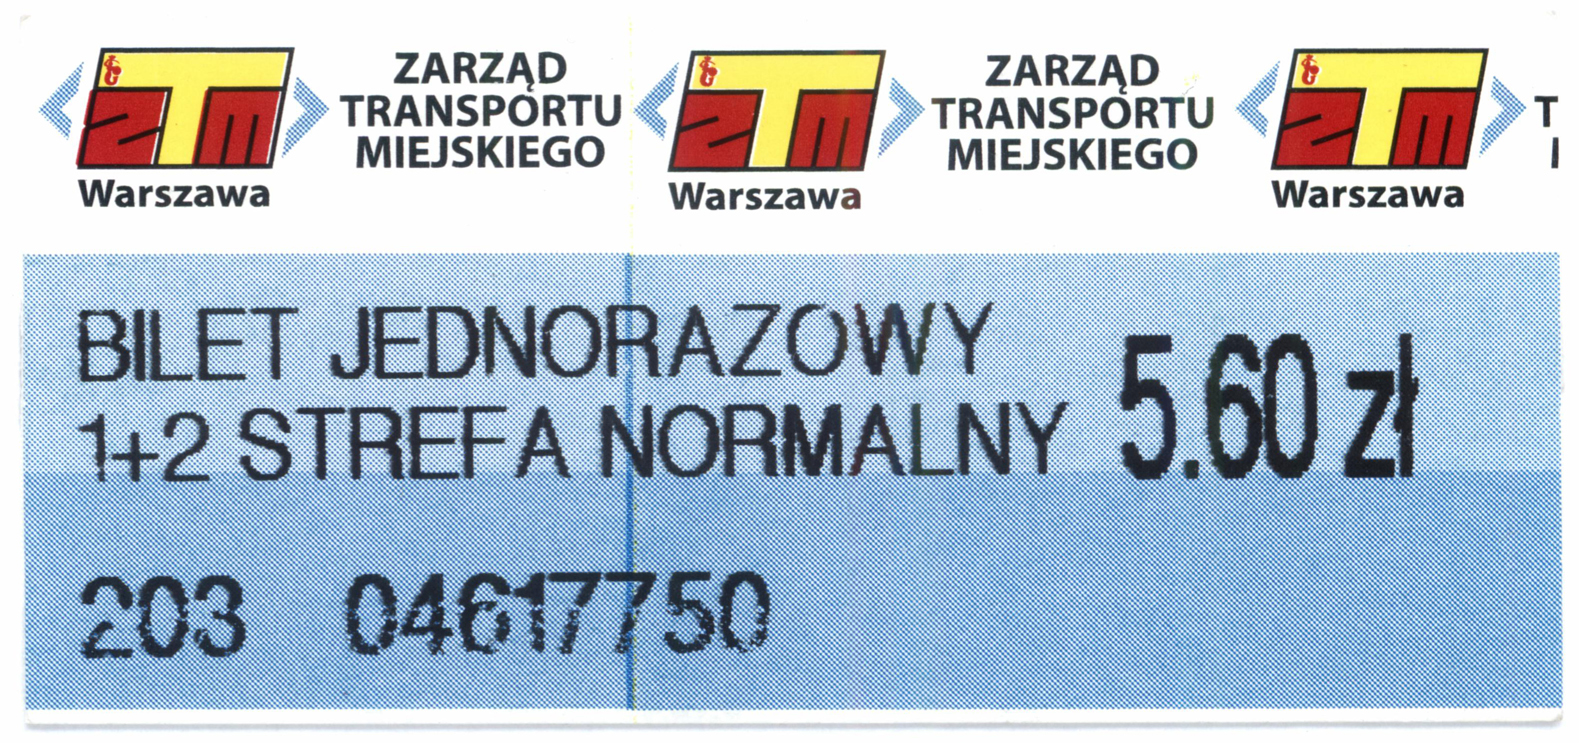 ZTM
Warszawa
ZARZĄD
TRANSPORTU
MIEJSKIEGO
ZTM
Warszawa
ZARZĄD
TRANSPORTU
MIEJSKIEGO
ZTM
Warszawa
T
BILET JEDNORAZOWY
1+2 STREFA NORMALNY 5.60 zł
203 04617750